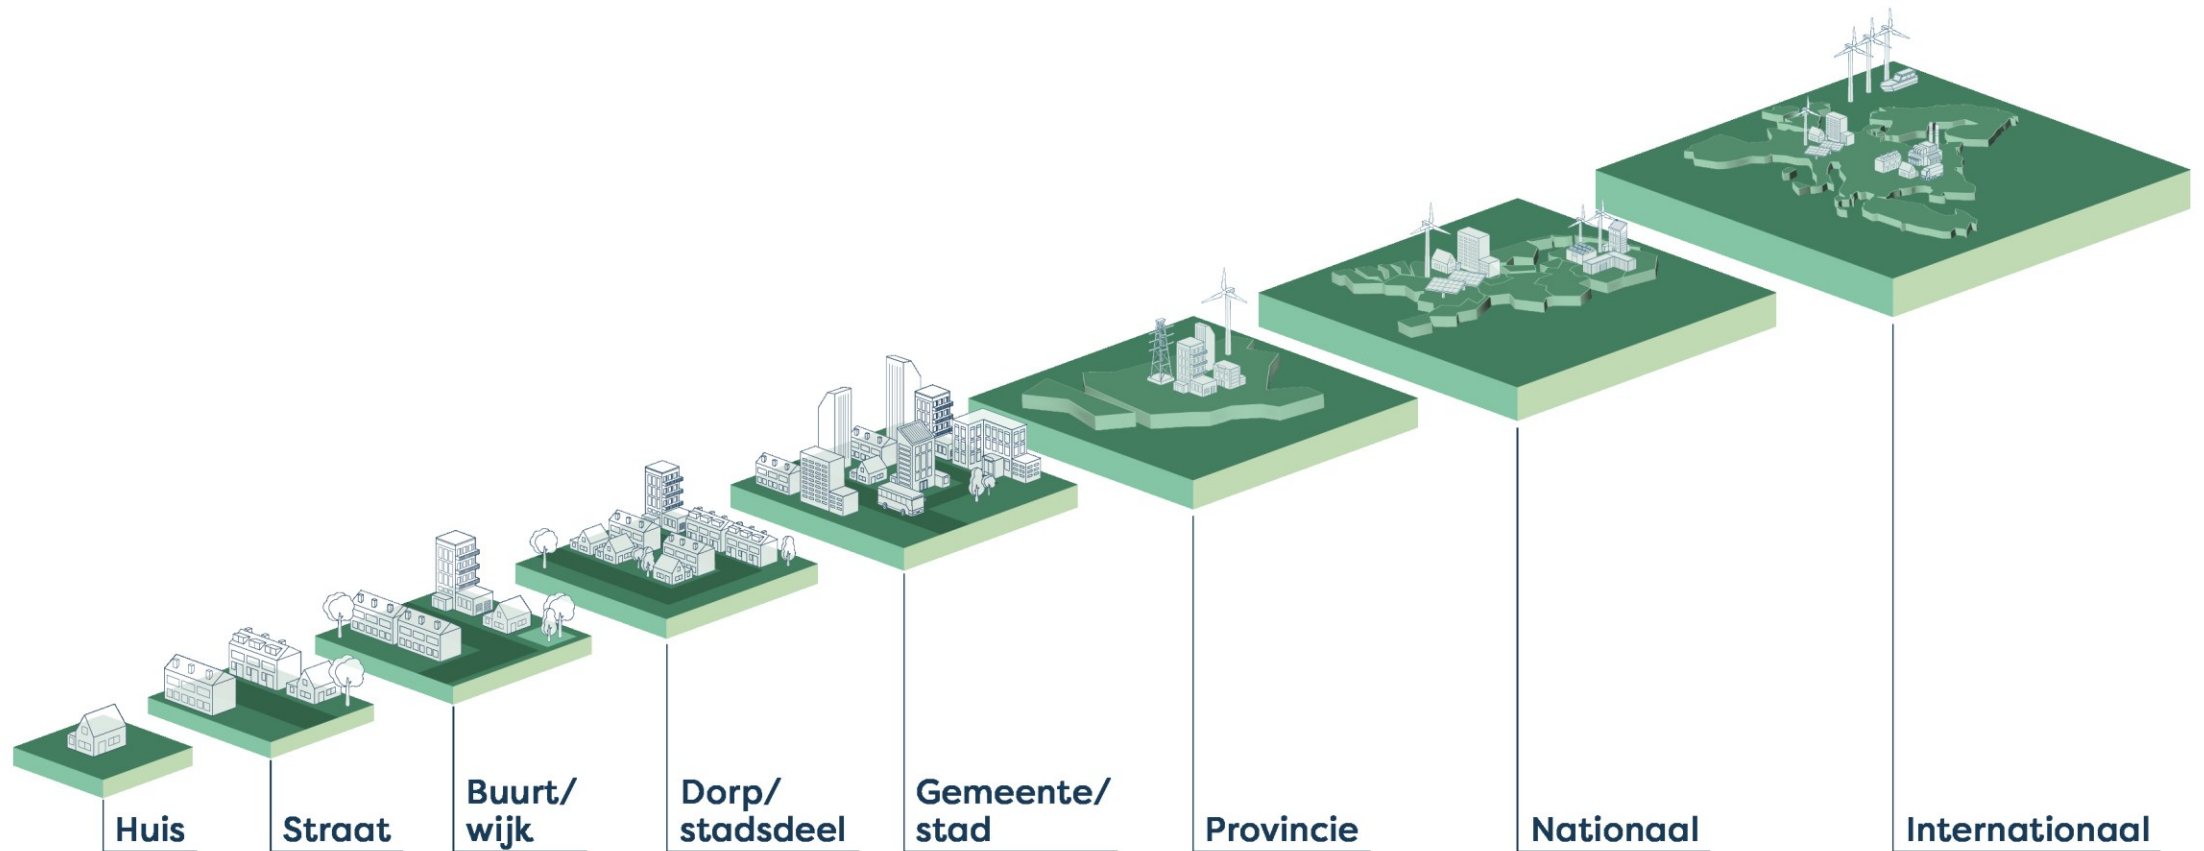 Huis
Straat
Buurt/
wijk
Dorp/
stadsdeel
Gemeente/
stad
Provincie
Nationaal
Internationaal